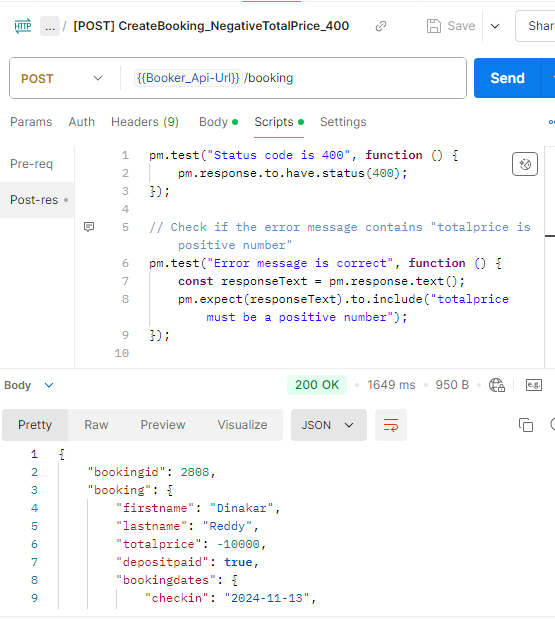 HTTP ... / [POST] CreateBooking_NegativeTotalPrice_400 Save Shar
POST {{Booker_Api-Url}} /booking Send
Params Auth Headers (9) Body Scripts Settings
Pre-req
Post-res
1 pm.test("Status code is 400", function () {
2 pm.response.to.have.status(400);
3 });
4
5 // Check if the error message contains "totalprice is
positive number"
6 pm.test("Error message is correct", function () {
7 const responseText = pm.response.text();
8 pm.expect(responseText).to.include("totalprice
must be a positive number");
9 });
10
Body 200 OK 1649 ms 950 B e.g.
Pretty Raw Preview Visualize JSON
1 {
2 "bookingid": 2808,
3 "booking": {
4 "firstname": "Dinakar",
5 "lastname": "Reddy",
6 "totalprice": -10000,
7 "depositpaid": true,
8 "bookingdates": {
9 "checkin": "2024-11-13",